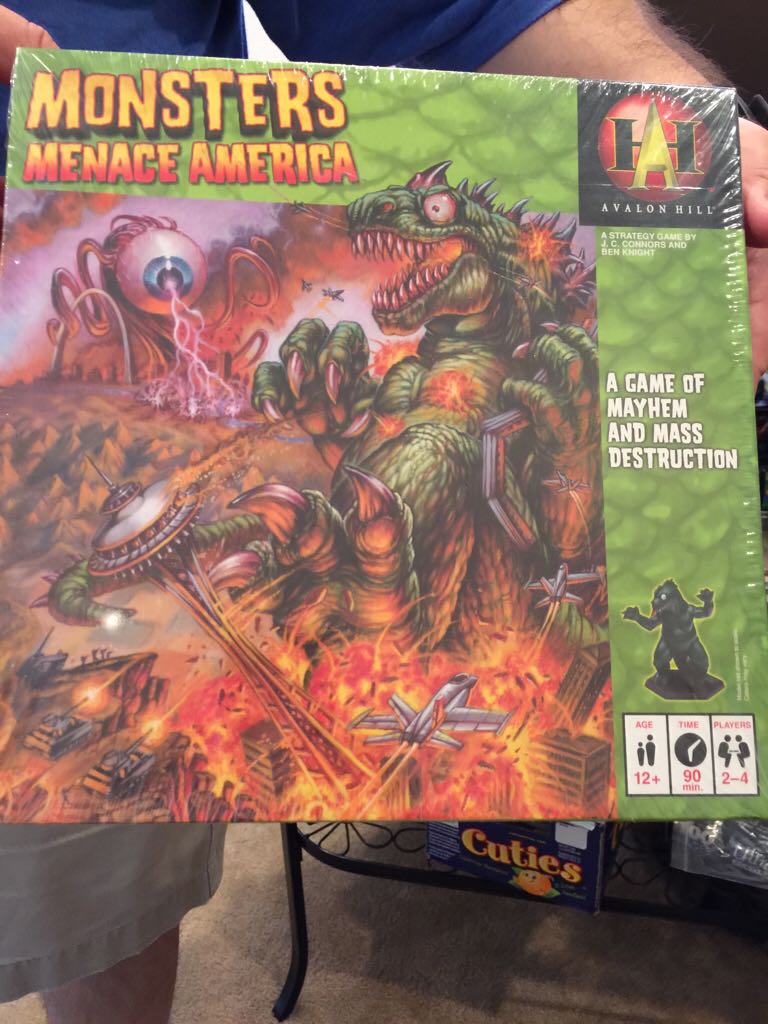 MONSTERS
MENACE AMERICA
AH
AVALON HILL
A STRATEGY GAME BY
J. C. CONNORS AND
BEN KNIGHT
A GAME OF
MAYHEM
AND MASS
DESTRUCTION
AGE
12+
TIME
90
min.
PLAYERS
2–4
Cuties